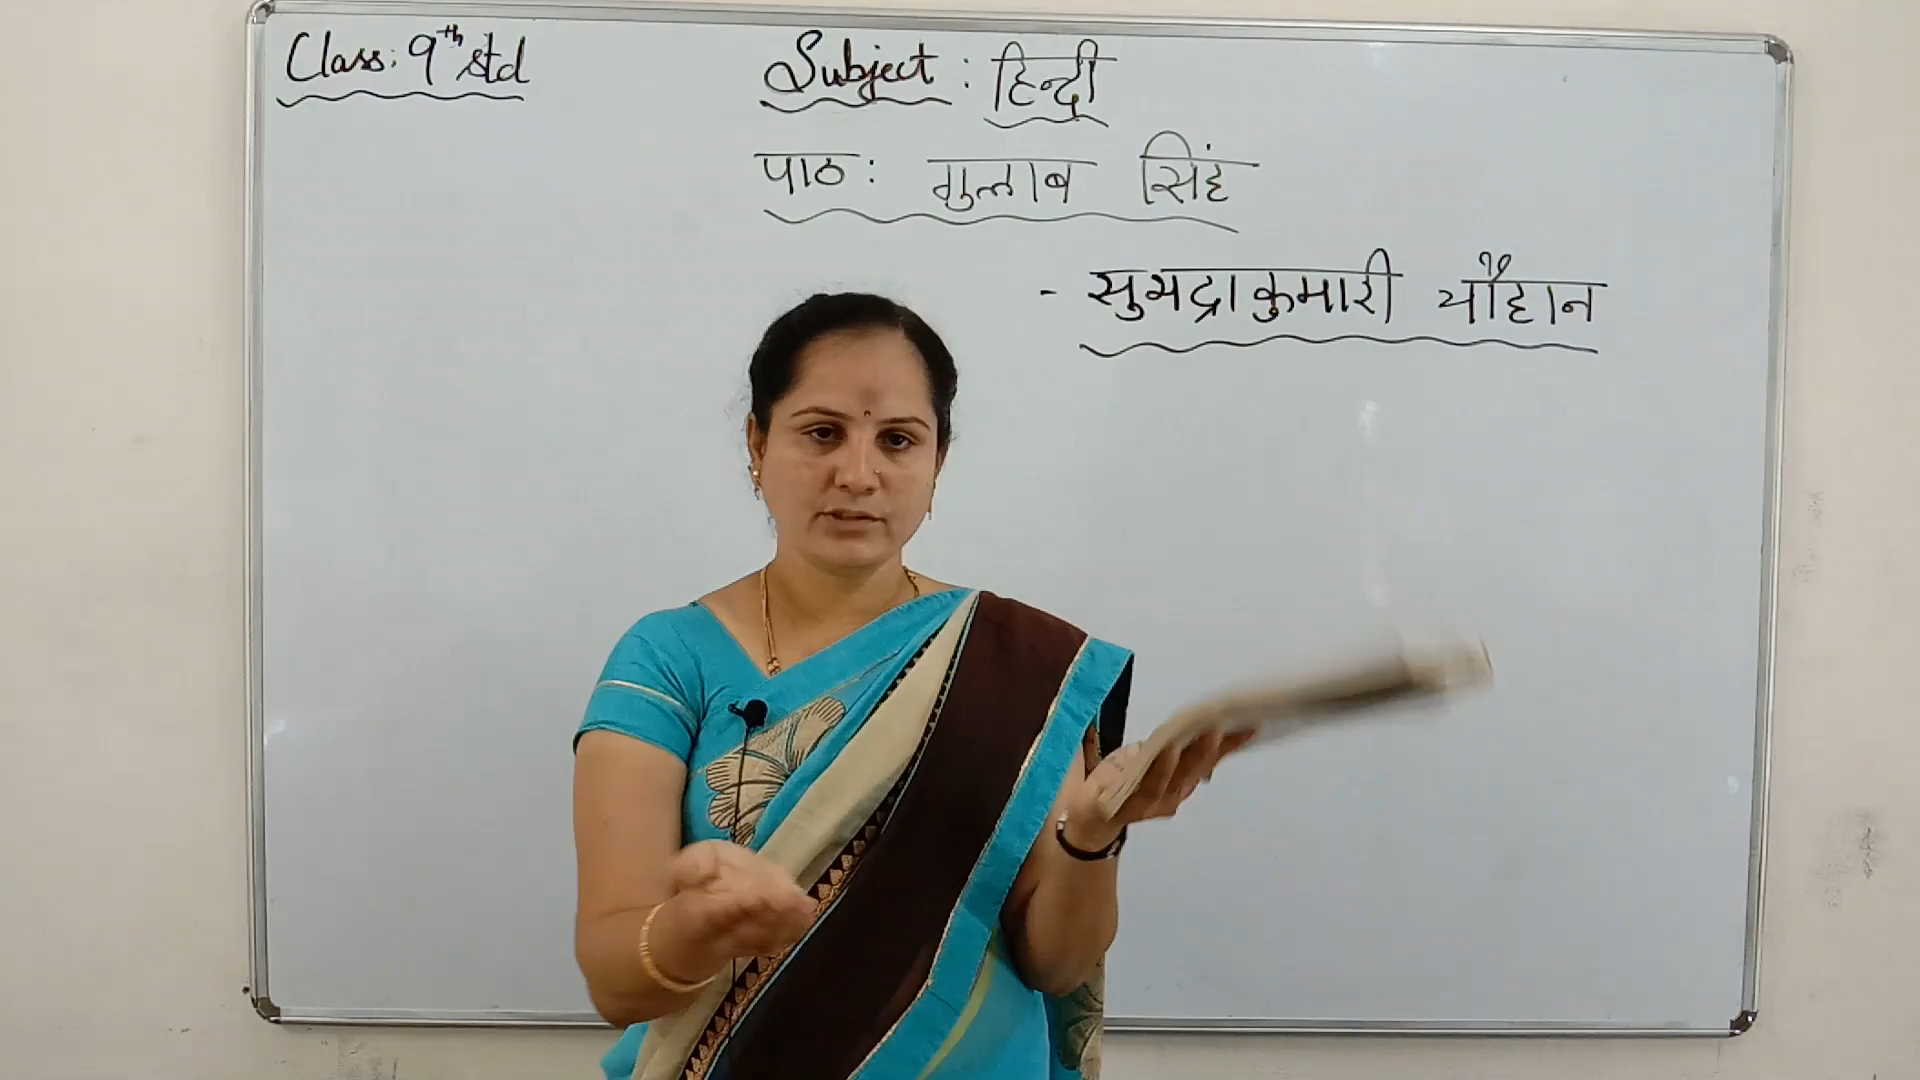 Class: 9th std
Subject : हिन्दी
पाठ : गुलाब सिंह
- सुभद्राकुमारी चौहान